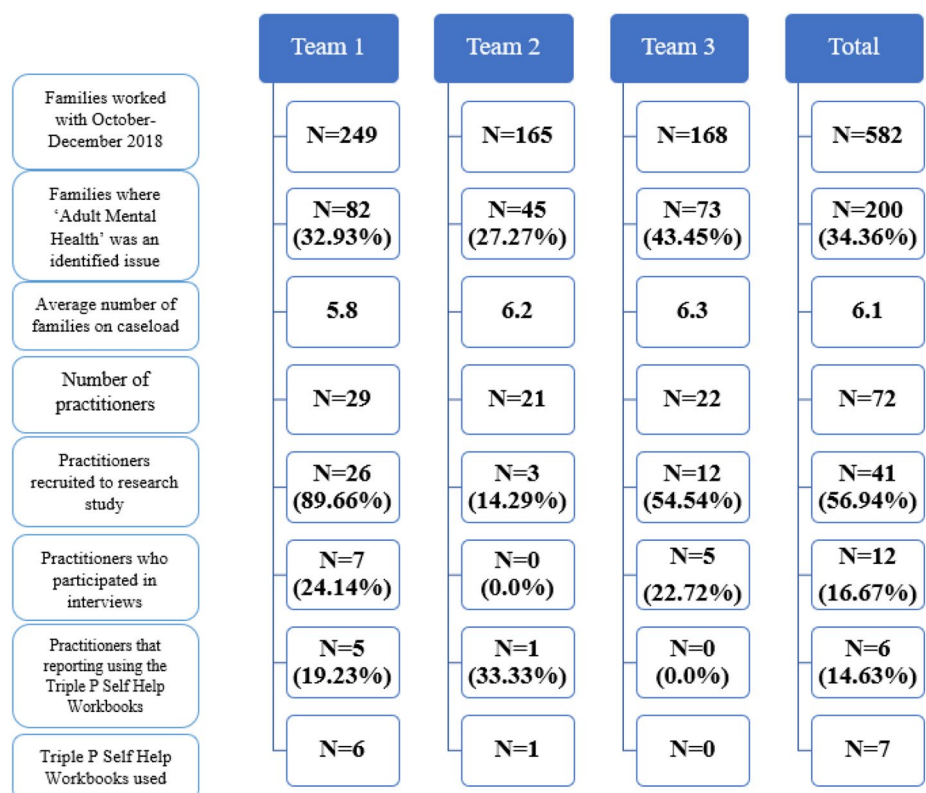 Team 1
Team 2
Team 3
Total
Families worked
with October-
December 2018
N=249
N=165
N=168
N=582
Families where
‘Adult Mental
Health’ was an
identified issue
N=82
(32.93%)
N=45
(27.27%)
N=73
(43.45%)
N=200
(34.36%)
Average number of
families on caseload
5.8
6.2
6.3
6.1
Number of
practitioners
N=29
N=21
N=22
N=72
Practitioners
recruited to research
study
N=26
(89.66%)
N=3
(14.29%)
N=12
(54.54%)
N=41
(56.94%)
Practitioners who
participated in
interviews
N=7
(24.14%)
N=0
(0.0%)
N=5
(22.72%)
N=12
(16.67%)
Practitioners that
reporting using the
Triple P Self Help
Workbooks
N=5
(19.23%)
N=1
(33.33%)
N=0
(0.0%)
N=6
(14.63%)
Triple P Self Help
Workbooks used
N=6
N=1
N=0
N=7